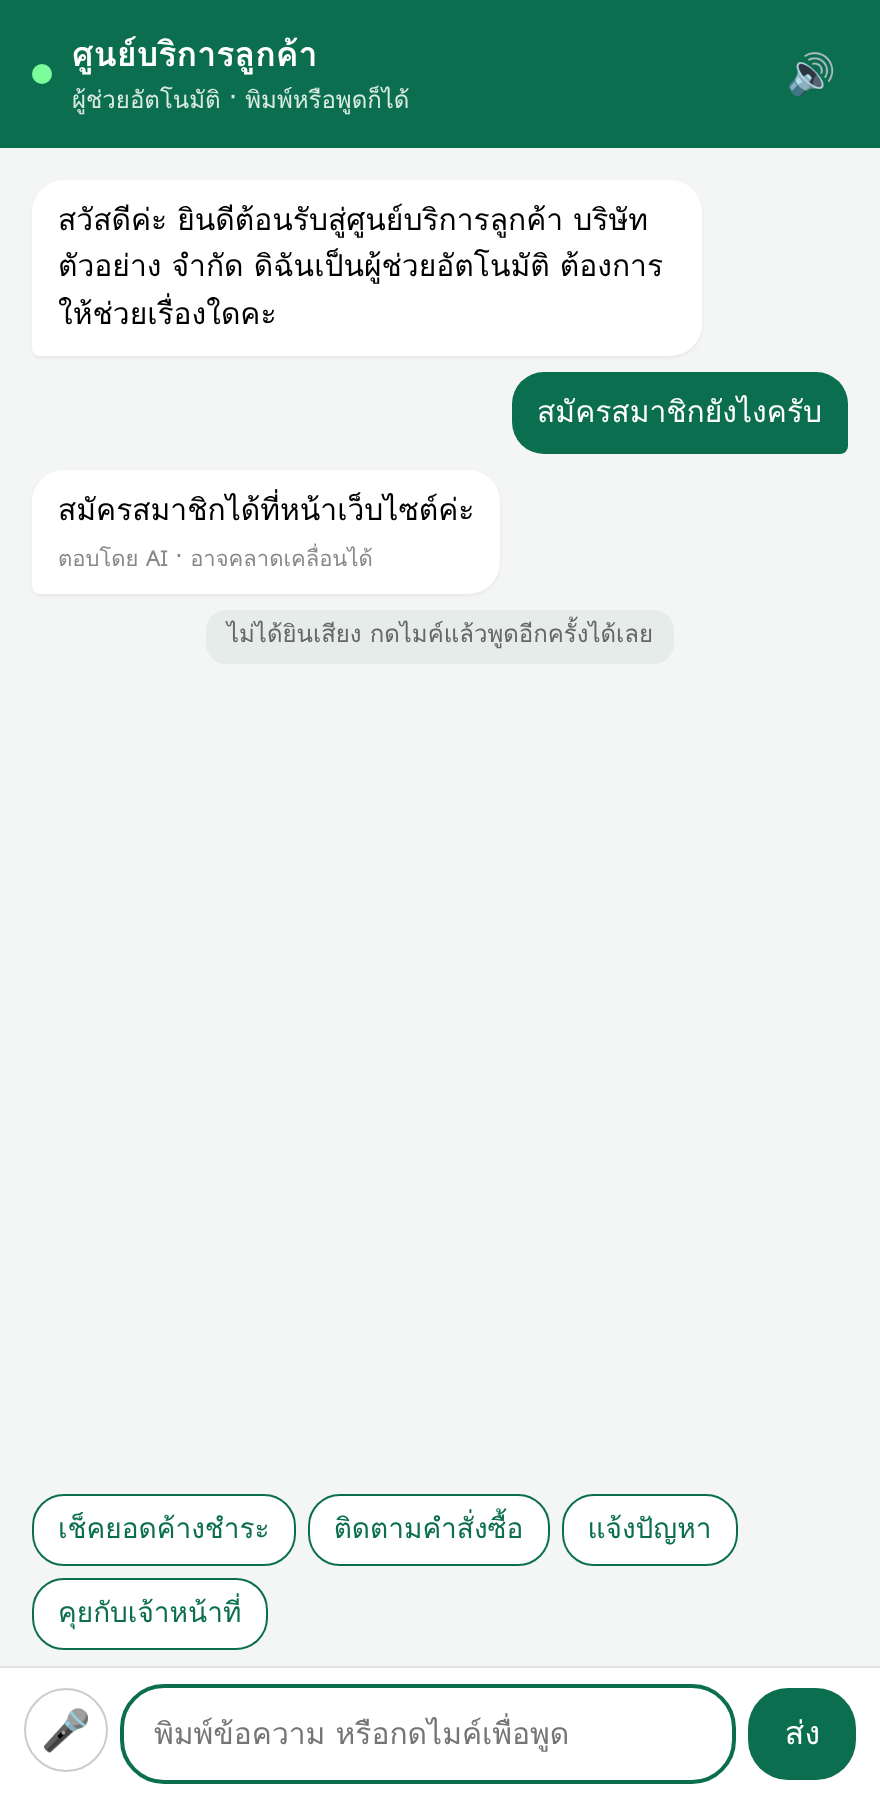 ศูนย์บริการลูกค้า
ผู้ช่วยอัตโนมัติ · พิมพ์หรือพูดก็ได้
สวัสดีค่ะ ยินดีต้อนรับสู่ศูนย์บริการลูกค้า บริษัท
ตัวอย่าง จำกัด ดิฉันเป็นผู้ช่วยอัตโนมัติ ต้องการ
ให้ช่วยเรื่องใดคะ
สมัครสมาชิกยังไงครับ
สมัครสมาชิกได้ที่หน้าเว็บไซต์ค่ะ
ตอบโดย AI · อาจคลาดเคลื่อนได้
ไม่ได้ยินเสียง กดไมค์แล้วพูดอีกครั้งได้เลย
เช็คยอดค้างชำระ
ติดตามคำสั่งซื้อ
แจ้งปัญหา
คุยกับเจ้าหน้าที่
พิมพ์ข้อความ หรือกดไมค์เพื่อพูด
ส่ง